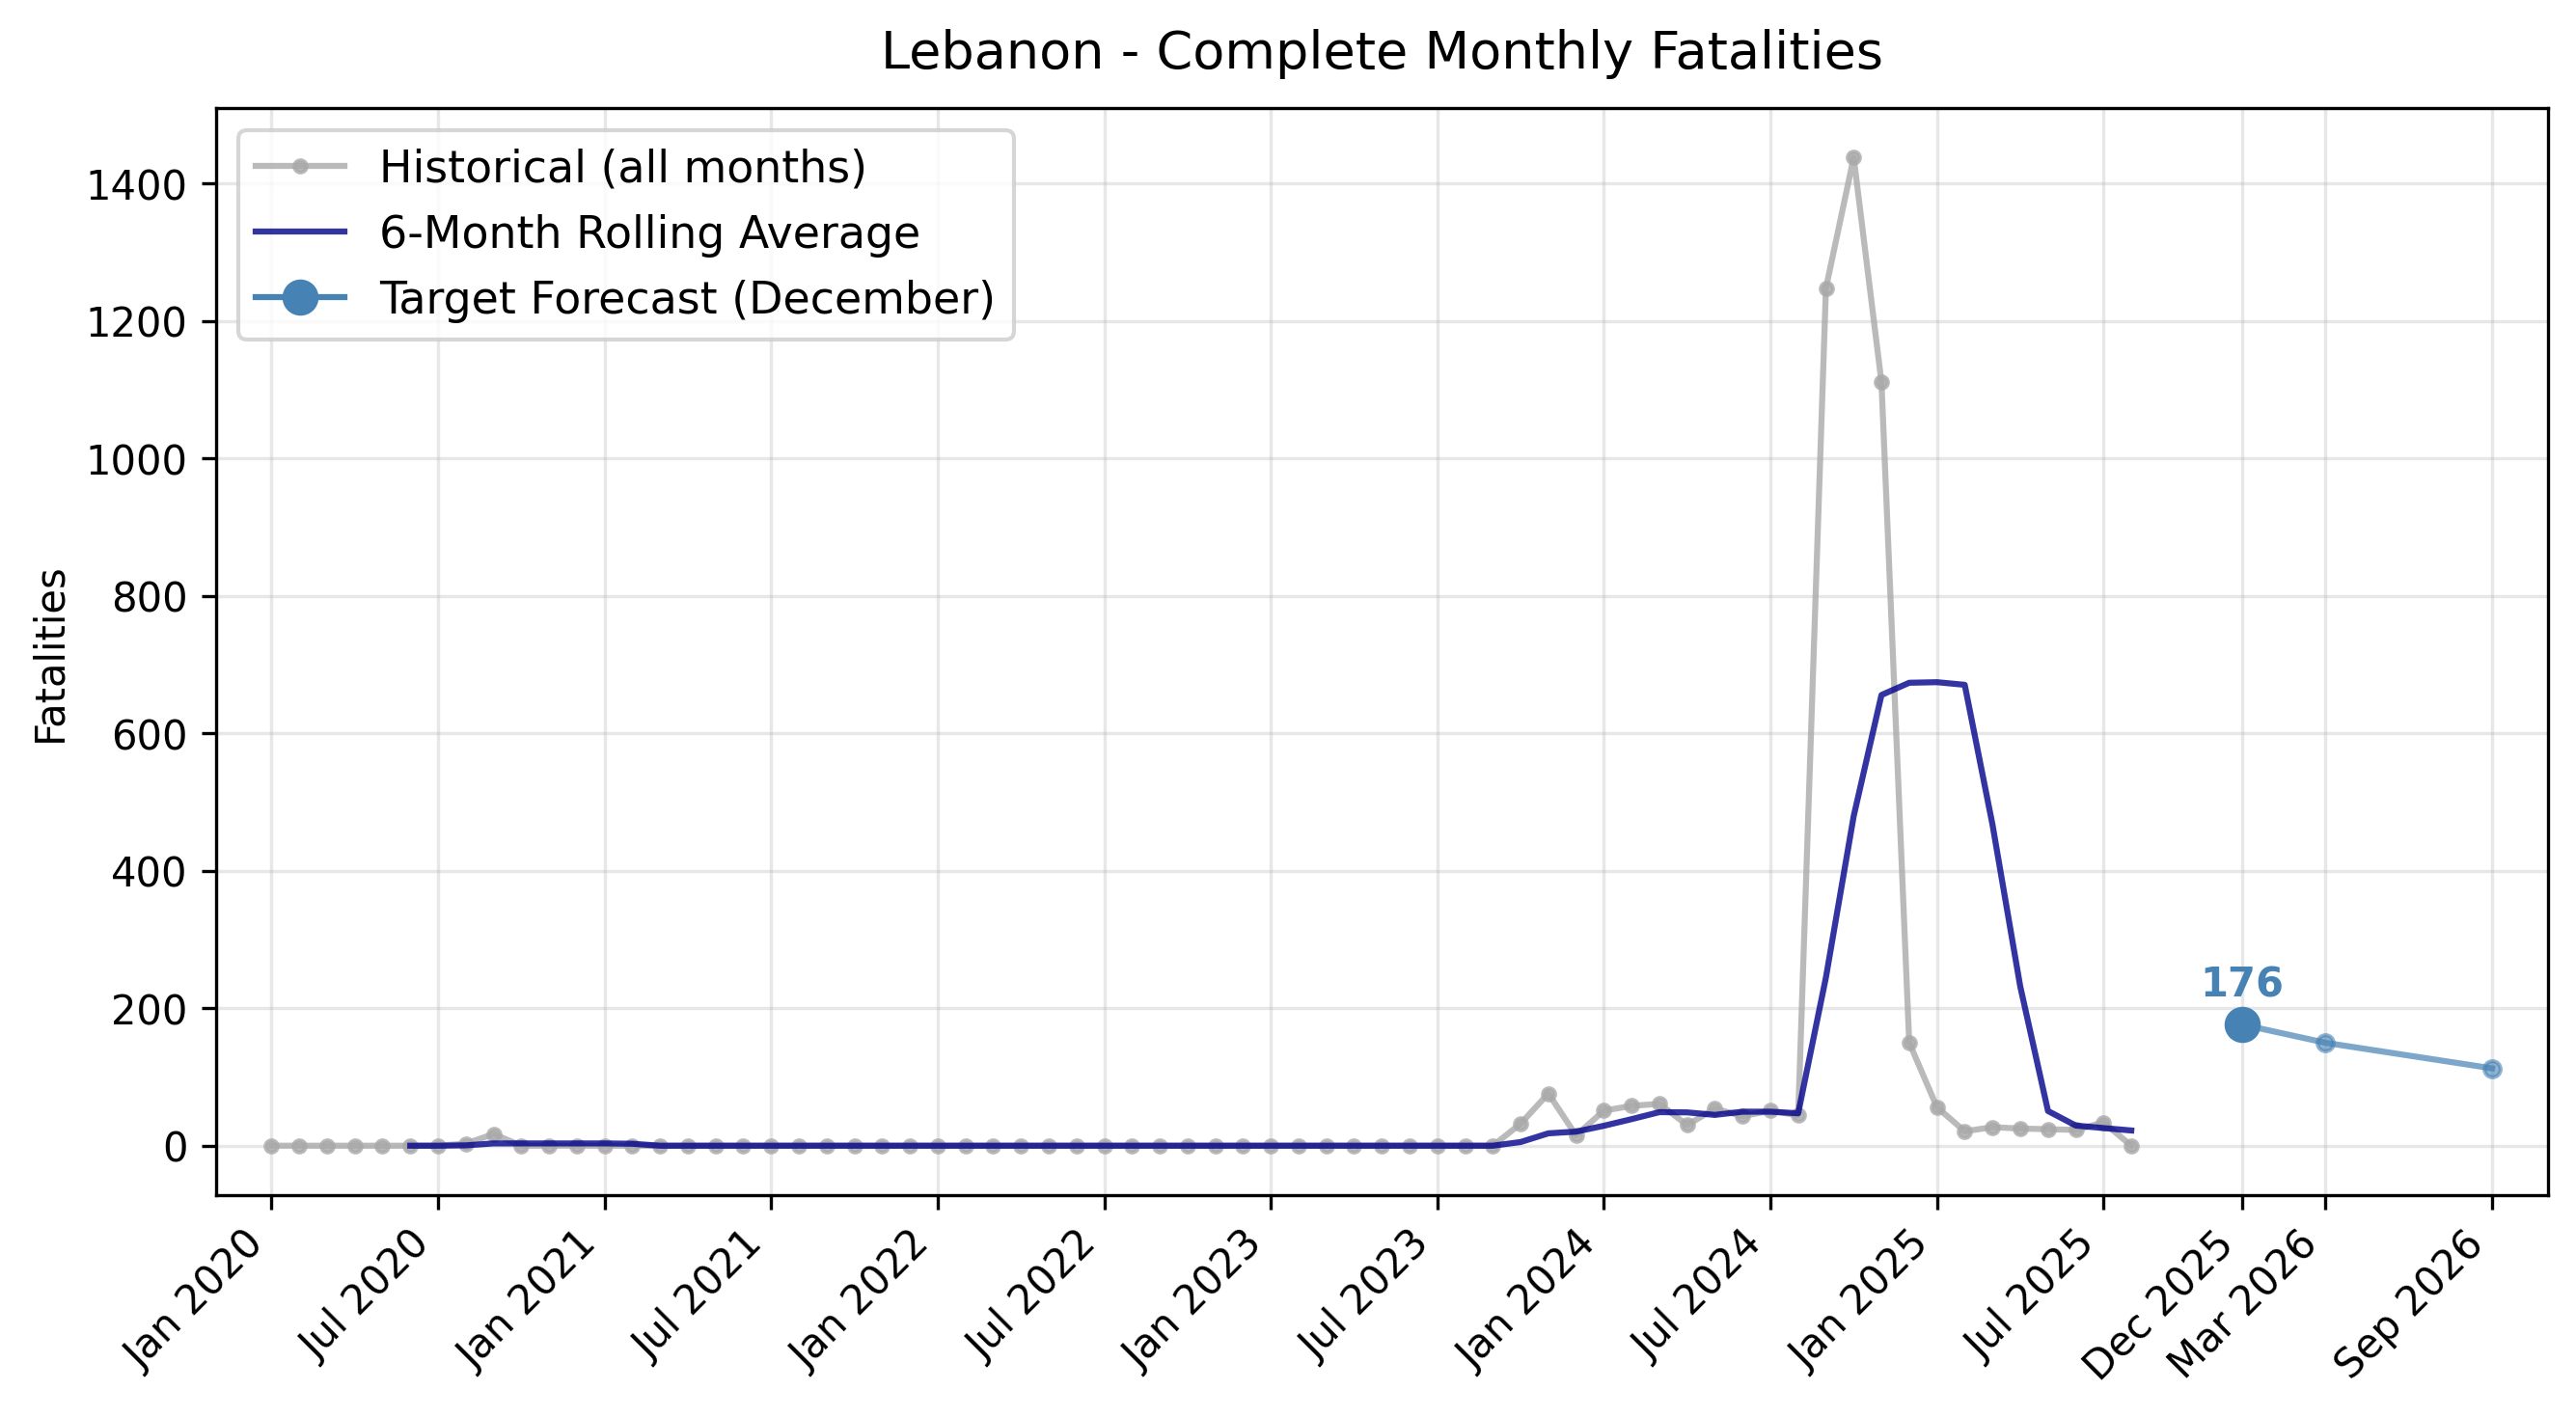 Lebanon - Complete Monthly Fatalities
Historical (all months)
6-Month Rolling Average
Target Forecast (December)
Fatalities
1400
1200
1000
800
600
400
200
0
176
Jan 2020
Jul 2020
Jan 2021
Jul 2021
Jan 2022
Jul 2022
Jan 2023
Jul 2023
Jan 2024
Jul 2024
Jan 2025
Jul 2025
Dec 2025
Mar 2026
Sep 2026